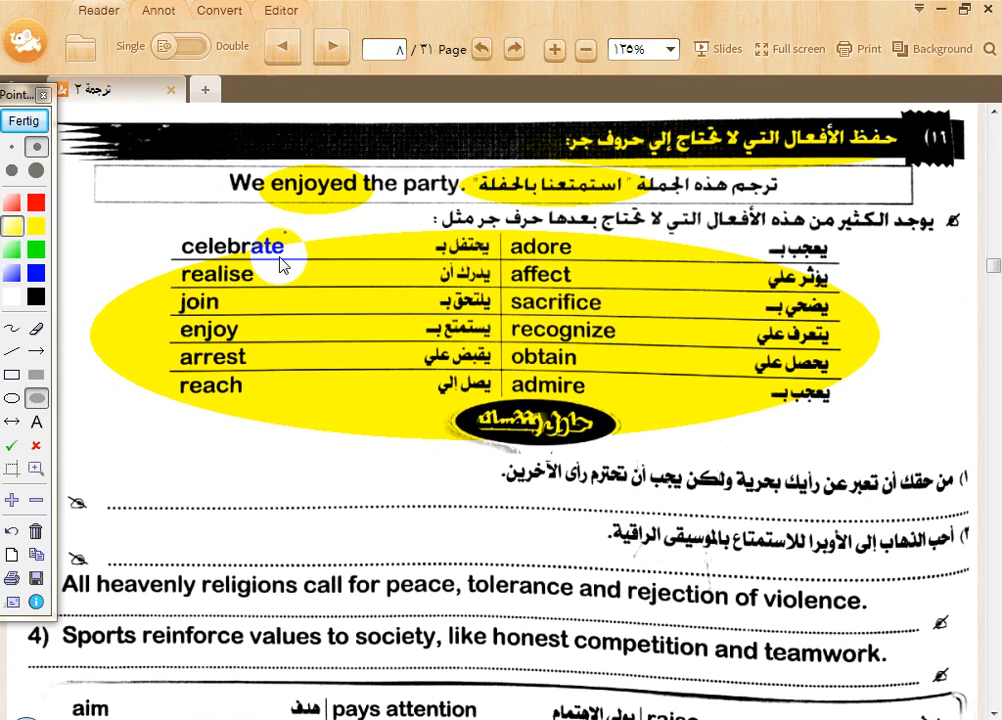 Reader Annot Convert Editor
Single Double ٨ / ٣١ Page ١٢٥% Slides Full screen Print Background
Point... ترجمة ٢
Fertig
١٦) حفظ الأفعال التي لا تحتاج إلي حروف جر:
ترجم هذه الجملة "استمتعنا بالحفلة" We enjoyed the party.
يوجد الكثير من هذه الأفعال التي لا تحتاج بعدها حرف جر مثل :
celebrate يحتفل بـ adore يعجب بـ
realise يدرك أن affect يؤثر علي
join يلتحق بـ sacrifice يضحي بـ
enjoy يستمتع بـ recognize يتعرف علي
arrest يقبض علي obtain يحصل علي
reach يصل إلي admire يعجب بـ
حاول بنفسك
١) من حقك أن تعبر عن رأيك بحرية ولكن يجب أن تحترم رأى الآخرين.
٢) أحب الذهاب إلى الأوبرا للاستمتاع بالموسيقى الراقية.
All heavenly religions call for peace, tolerance and rejection of violence.
4) Sports reinforce values to society, like honest competition and teamwork.
aim هدف pays attention يولي الاهتمام raise